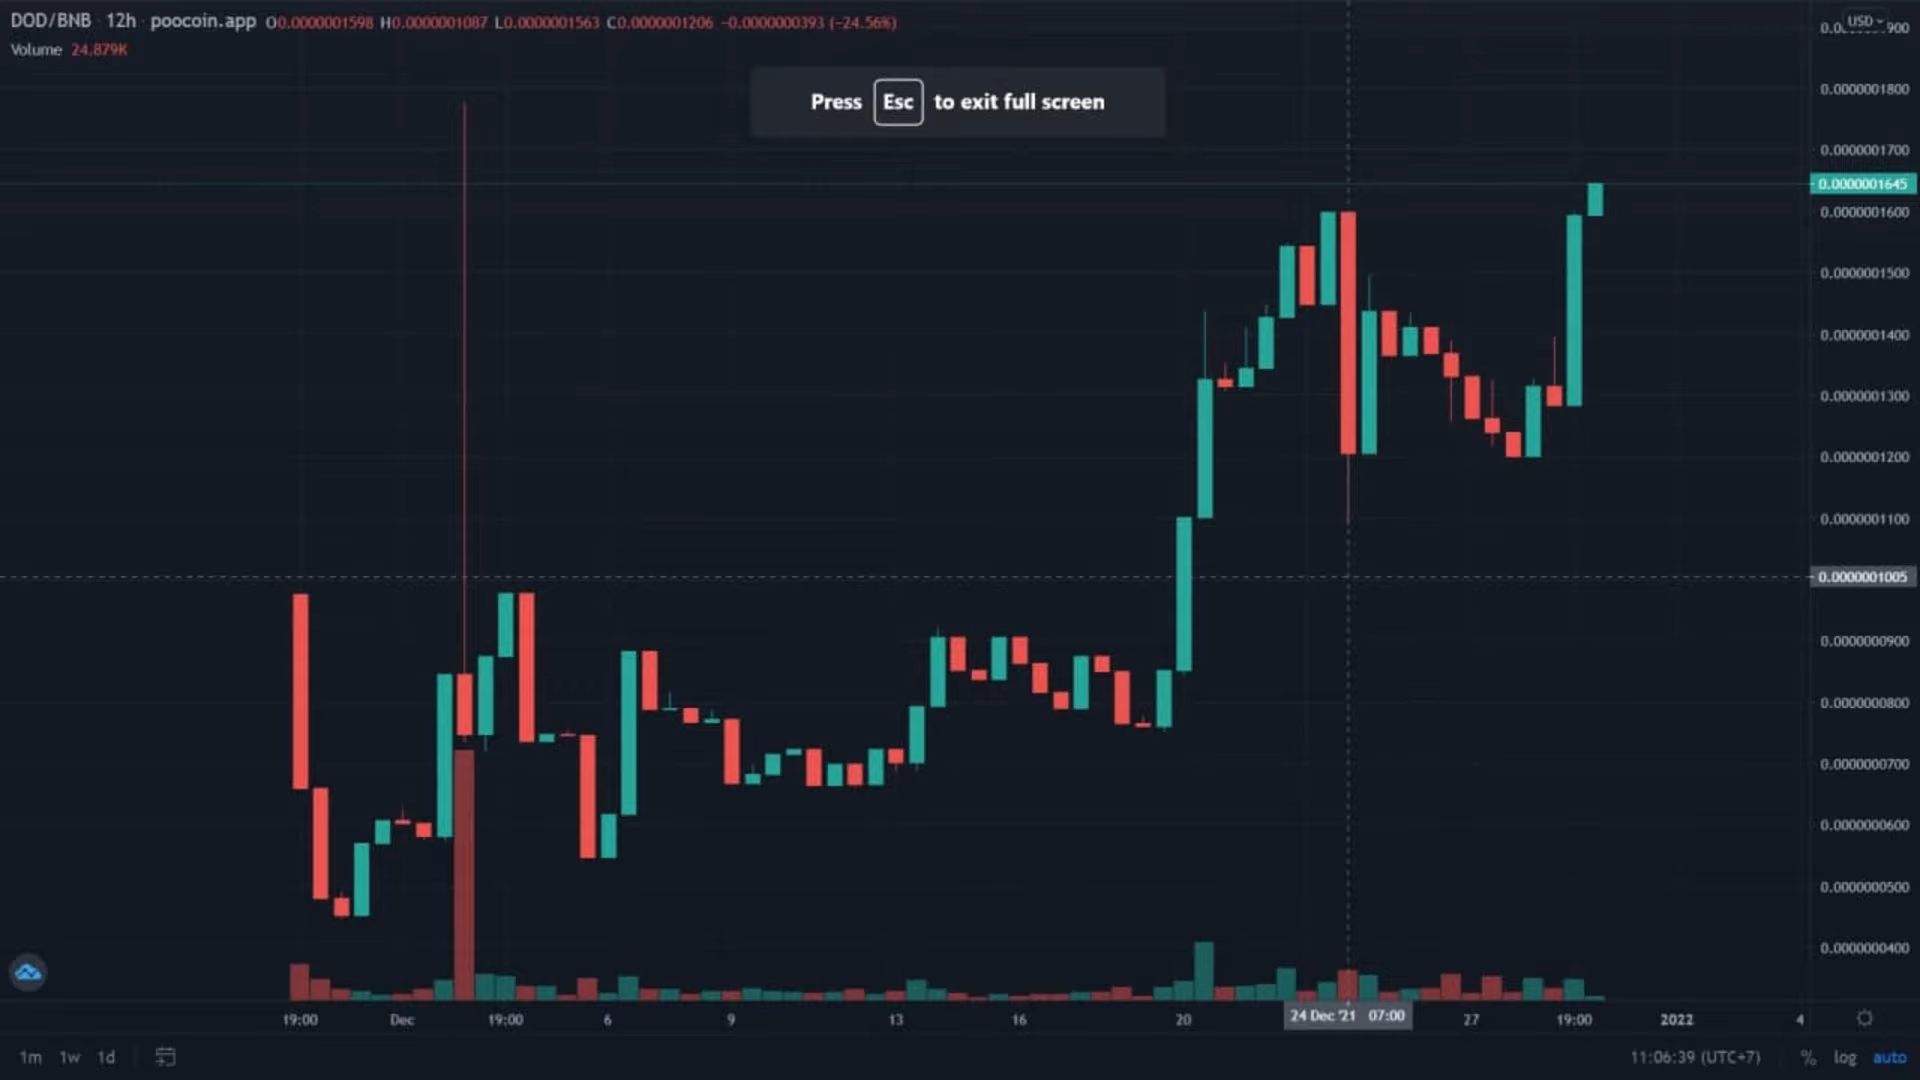 DOD/BNB 12h poocoin.app O0.0000001598 H0.0000001087 L0.0000001563 C0.0000001206 −0.0000000393 (−24.56%)
Volume 24.879K
Press Esc to exit full screen
USD
0.0000001800
0.0000001700
0.0000001645
0.0000001600
0.0000001500
0.0000001400
0.0000001300
0.0000001200
0.0000001100
0.0000001005
0.0000000900
0.0000000800
0.0000000700
0.0000000600
0.0000000500
0.0000000400
19:00 Dec 19:00 6 9 13 16 20 24 Dec '21 07:00 27 19:00 2022 4
1m 1w 1d 11:06:39 (UTC+7) % log auto